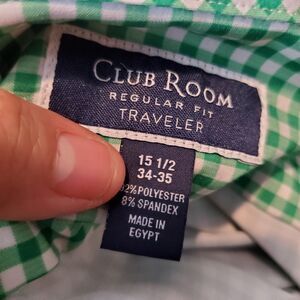 CLUB ROOM
REGULAR FIT
TRAVELER
15 1/2
34-35
2% POLYESTER
8% SPANDEX
MADE IN
EGYPT